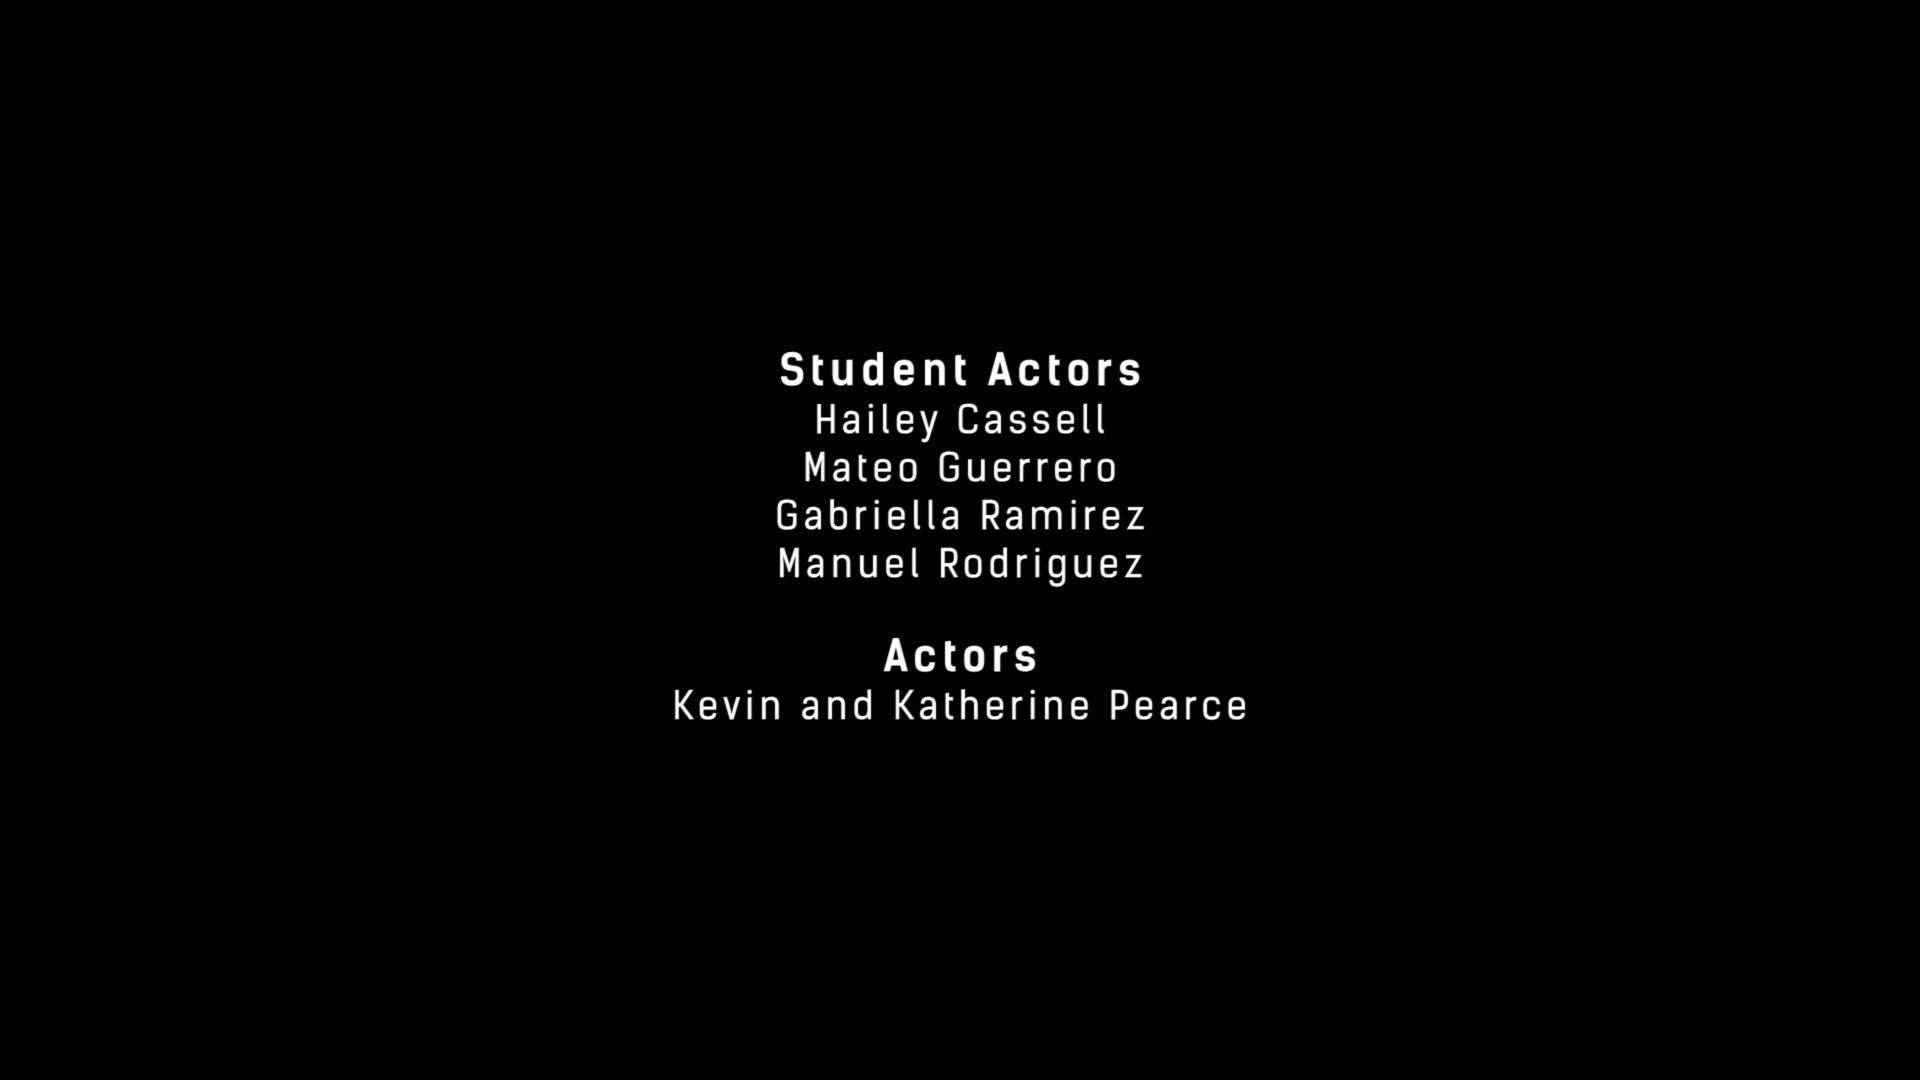 Student Actors
Hailey Cassell
Mateo Guerrero
Gabriella Ramirez
Manuel Rodriguez
Actors
Kevin and Katherine Pearce